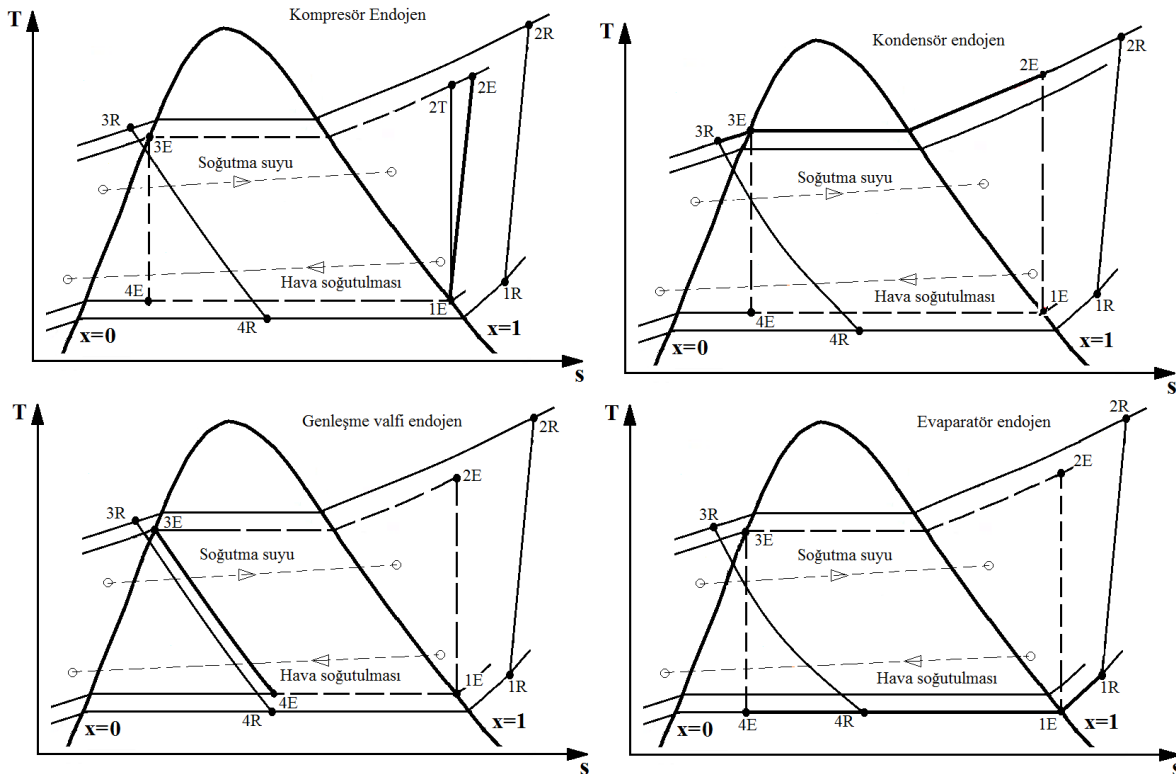 Kompresör Endojen
T
2R
2E
2T
3R
3E
Soğutma suyu
Hava soğutulması
4E
1E
1R
4R
x=0
x=1
s
Kondensör endojen
T
2R
2E
3E
3R
Soğutma suyu
Hava soğutulması
1E
1R
4E
4R
x=0
x=1
s
Genleşme valfi endojen
T
2R
2E
3R
3E
Soğutma suyu
Hava soğutulması
1E
1R
4E
4R
x=0
x=1
s
Evaparatör endojen
T
2R
2E
3R
3E
Soğutma suyu
Hava soğutulması
1R
4E
4R
1E
x=0
x=1
s